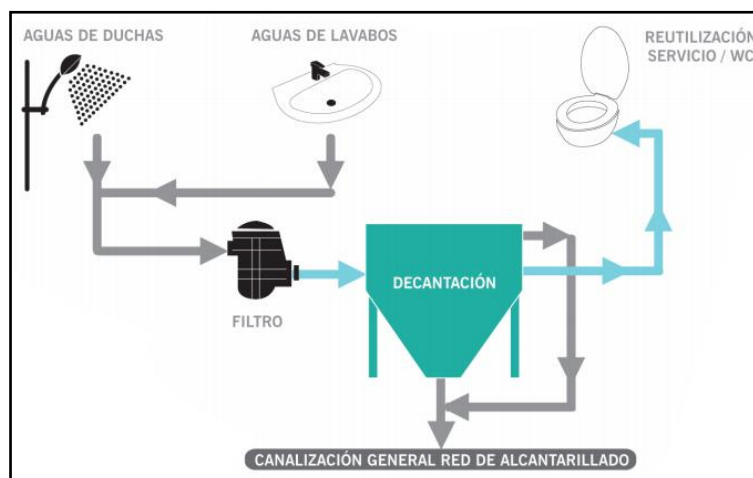 AGUAS DE DUCHAS
AGUAS DE LAVABOS
REUTILIZACIÓN
SERVICIO / WC
DECANTACIÓN
FILTRO
CANALIZACIÓN GENERAL RED DE ALCANTARILLADO